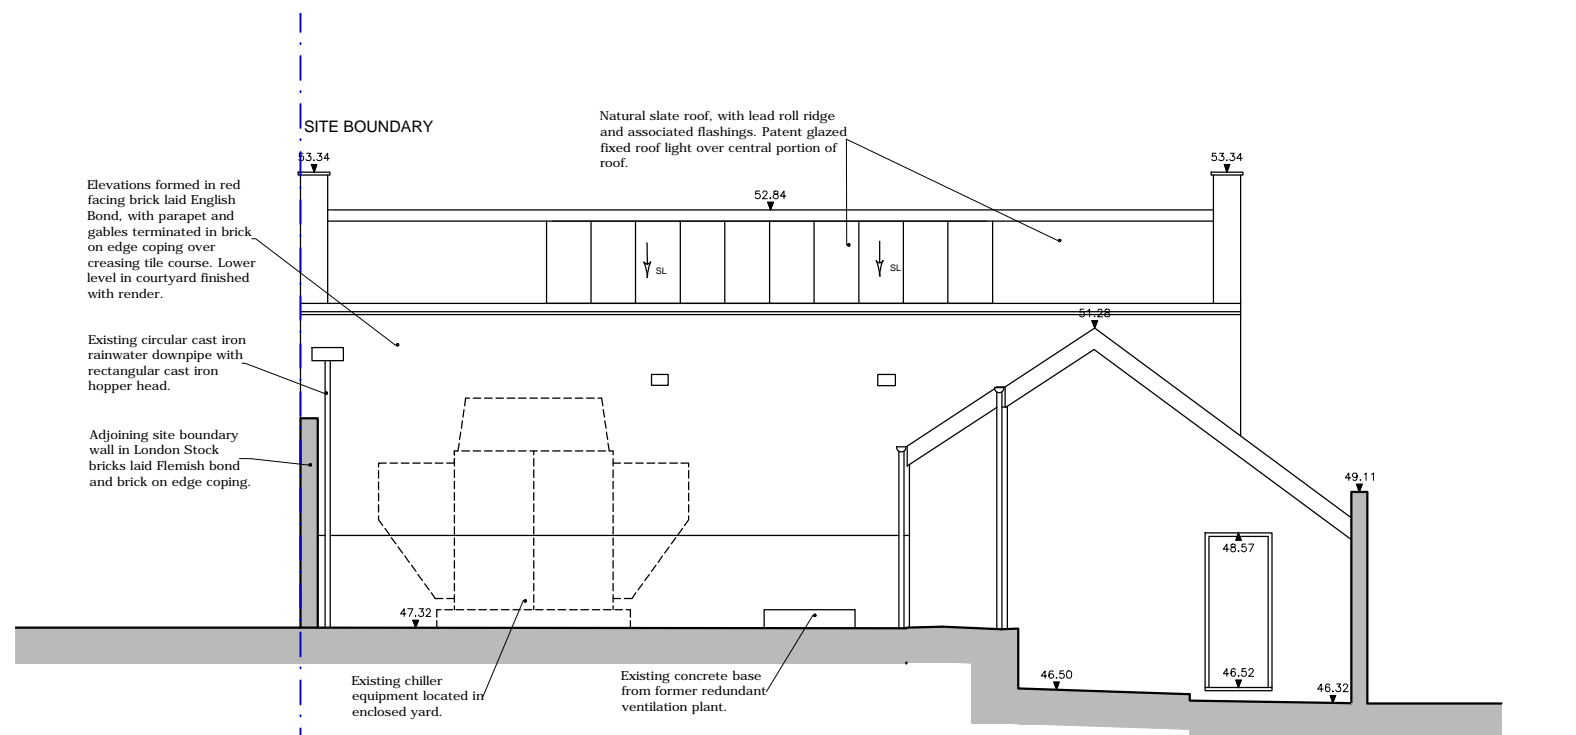 SITE BOUNDARY
Natural slate roof, with lead roll ridge
and associated flashings. Patent glazed
fixed roof light over central portion of
roof.
53.34
53.34
52.84
Elevations formed in red
facing brick laid English
Bond, with parapet and
gables terminated in brick
on edge coping over
creasing tile course. Lower
level in courtyard finished
with render.
SL
SL
51.28
Existing circular cast iron
rainwater downpipe with
rectangular cast iron
hopper head.
Adjoining site boundary
wall in London Stock
bricks laid Flemish bond
and brick on edge coping.
49.11
48.57
47.32
46.50
46.52
46.32
Existing chiller
equipment located in
enclosed yard.
Existing concrete base
from former redundant
ventilation plant.